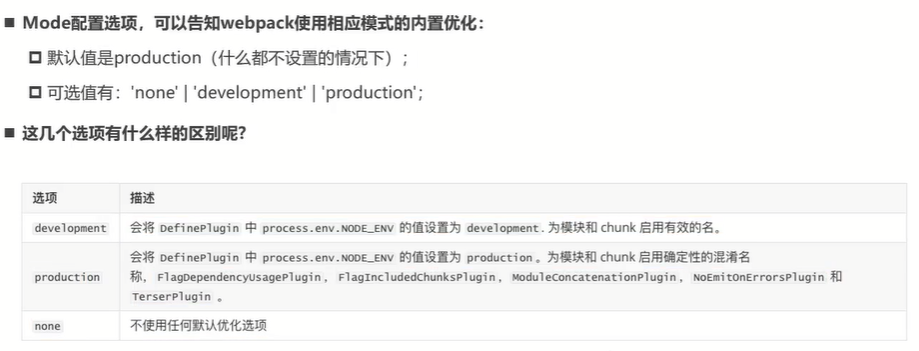 Mode配置选项，可以告知webpack使用相应模式的内置优化：
默认值是production（什么都不设置的情况下）；
可选值有：'none' | 'development' | 'production'；
这几个选项有什么样的区别呢?
选项 描述
development 会将 DefinePlugin 中 process.env.NODE_ENV 的值设置为 development. 为模块和 chunk 启用有效的名。
会将 DefinePlugin 中 process.env.NODE_ENV 的值设置为 production。为模块和 chunk 启用确定性的混淆名
production 称，FlagDependencyUsagePlugin，FlagIncludedChunksPlugin，ModuleConcatenationPlugin，NoEmitOnErrorsPlugin 和
TerserPlugin 。
none 不使用任何默认优化选项